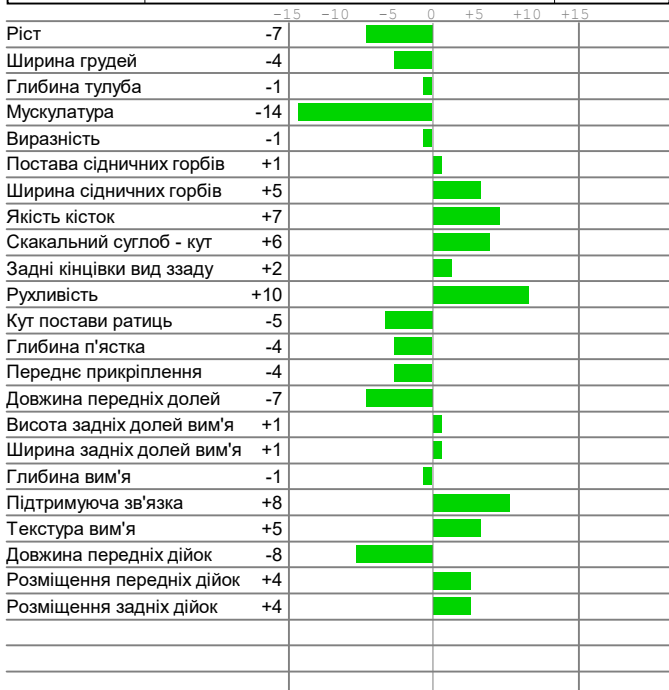 -15 -10 -5 0 +5 +10 +15
Ріст -7
Ширина грудей -4
Глибина тулуба -1
Мускулатура -14
Виразність -1
Постава сідничних горбів +1
Ширина сідничних горбів +5
Якість кісток +7
Скакальний суглоб - кут +6
Задні кінцівки вид ззаду +2
Рухливість +10
Кут постави ратиць -5
Глибина п'ястка -4
Переднє прикріплення -4
Довжина передніх долей -7
Висота задніх долей вим'я +1
Ширина задніх долей вим'я +1
Глибина вим'я -1
Підтримуюча зв'язка +8
Текстура вим'я +5
Довжина передніх дійок -8
Розміщення передніх дійок +4
Розміщення задніх дійок +4